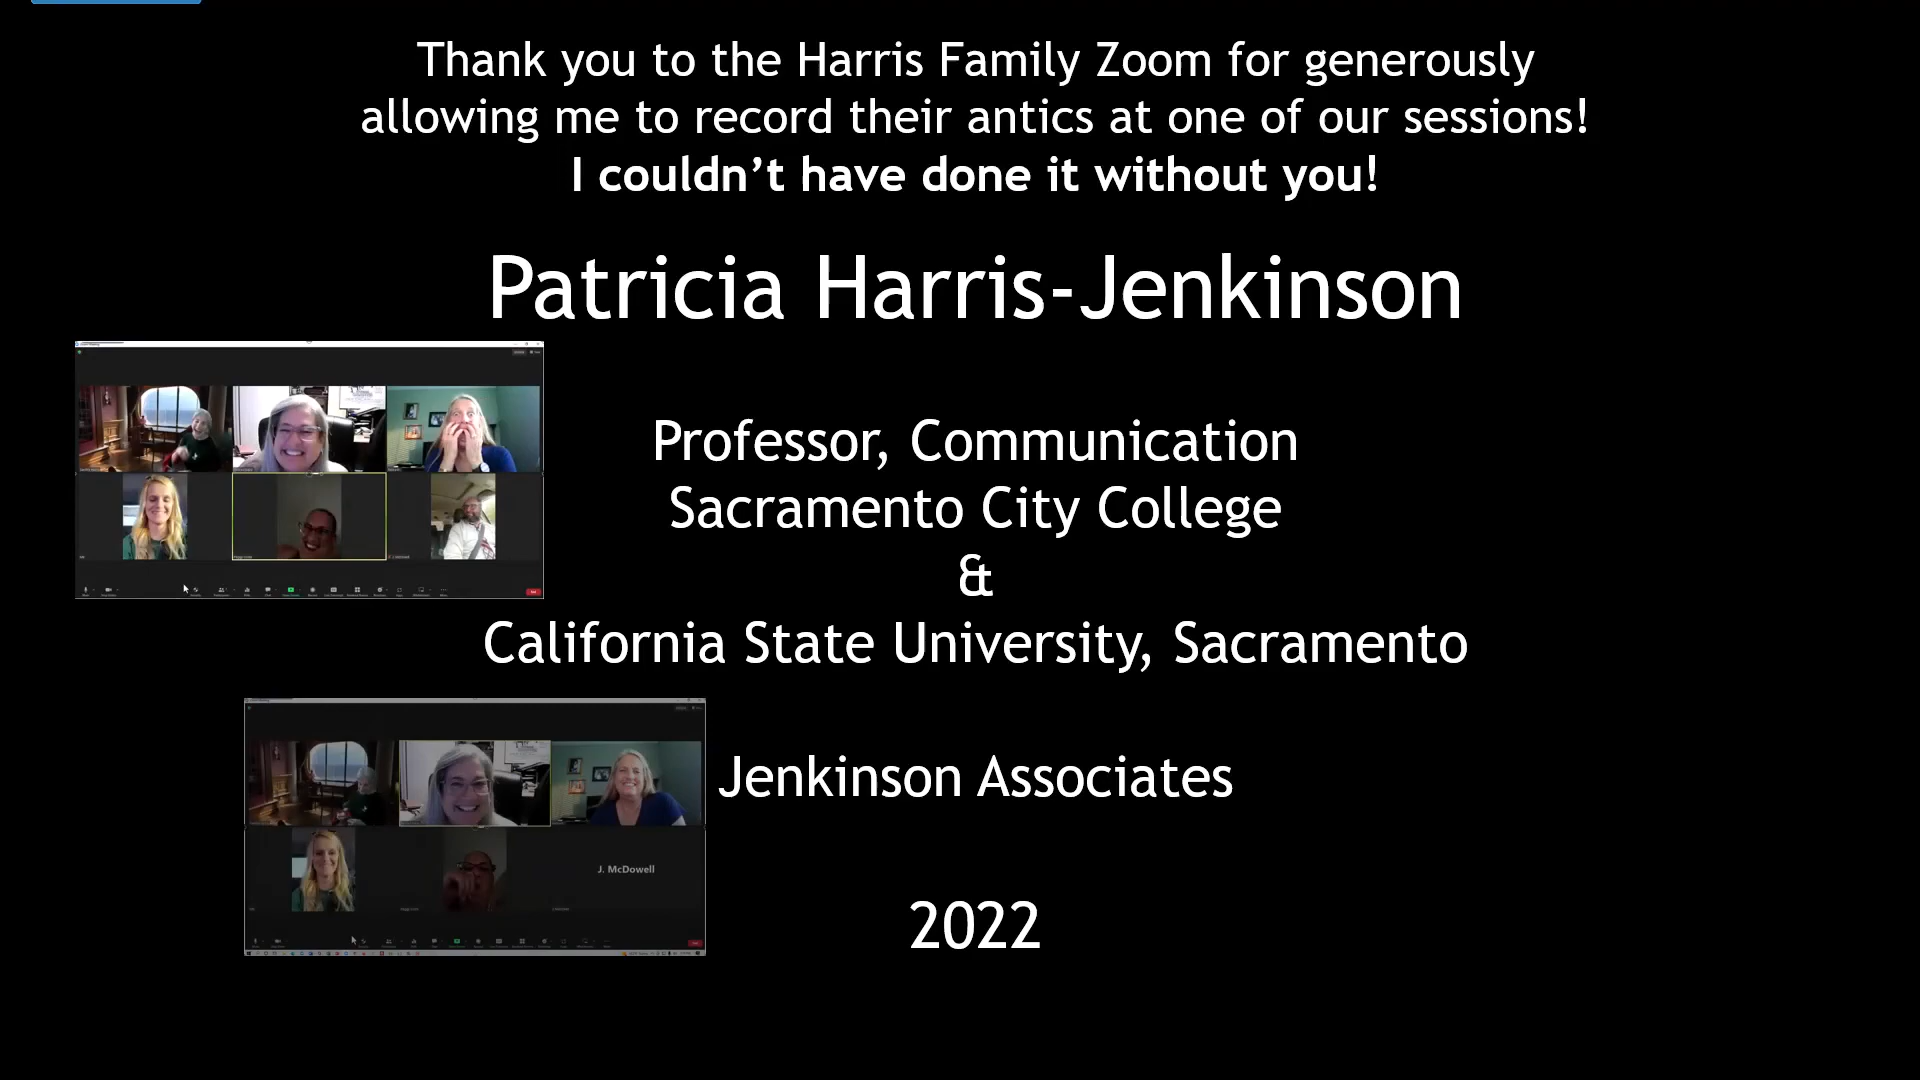 Thank you to the Harris Family Zoom for generously
allowing me to record their antics at one of our sessions!
I couldn’t have done it without you!
Patricia Harris-Jenkinson
Professor, Communication
Sacramento City College
&
California State University, Sacramento
Jenkinson Associates
J. McDowell
2022